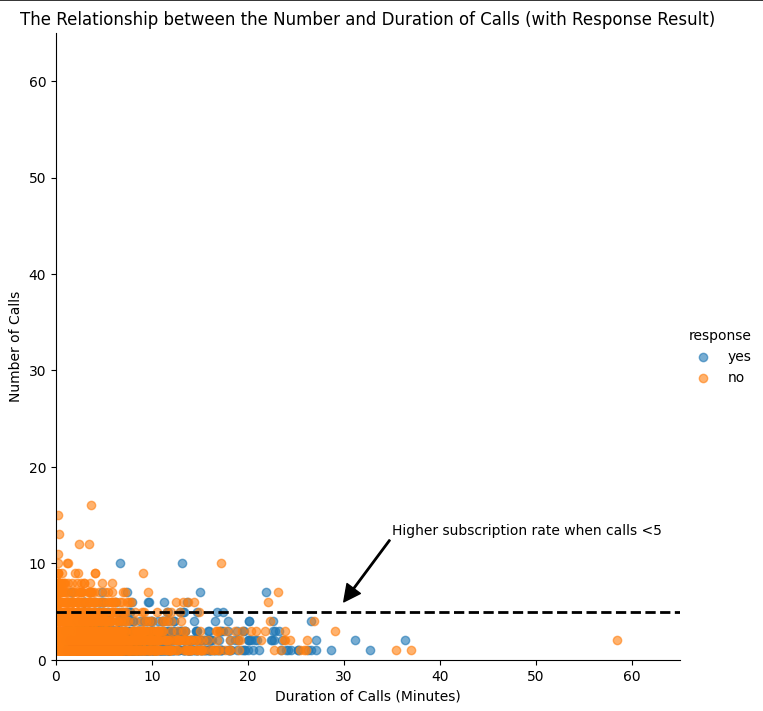 The Relationship between the Number and Duration of Calls (with Response Result)
60
50
40
30
20
10
0
Number of Calls
response
yes
no
Higher subscription rate when calls <5
0 10 20 30 40 50 60
Duration of Calls (Minutes)